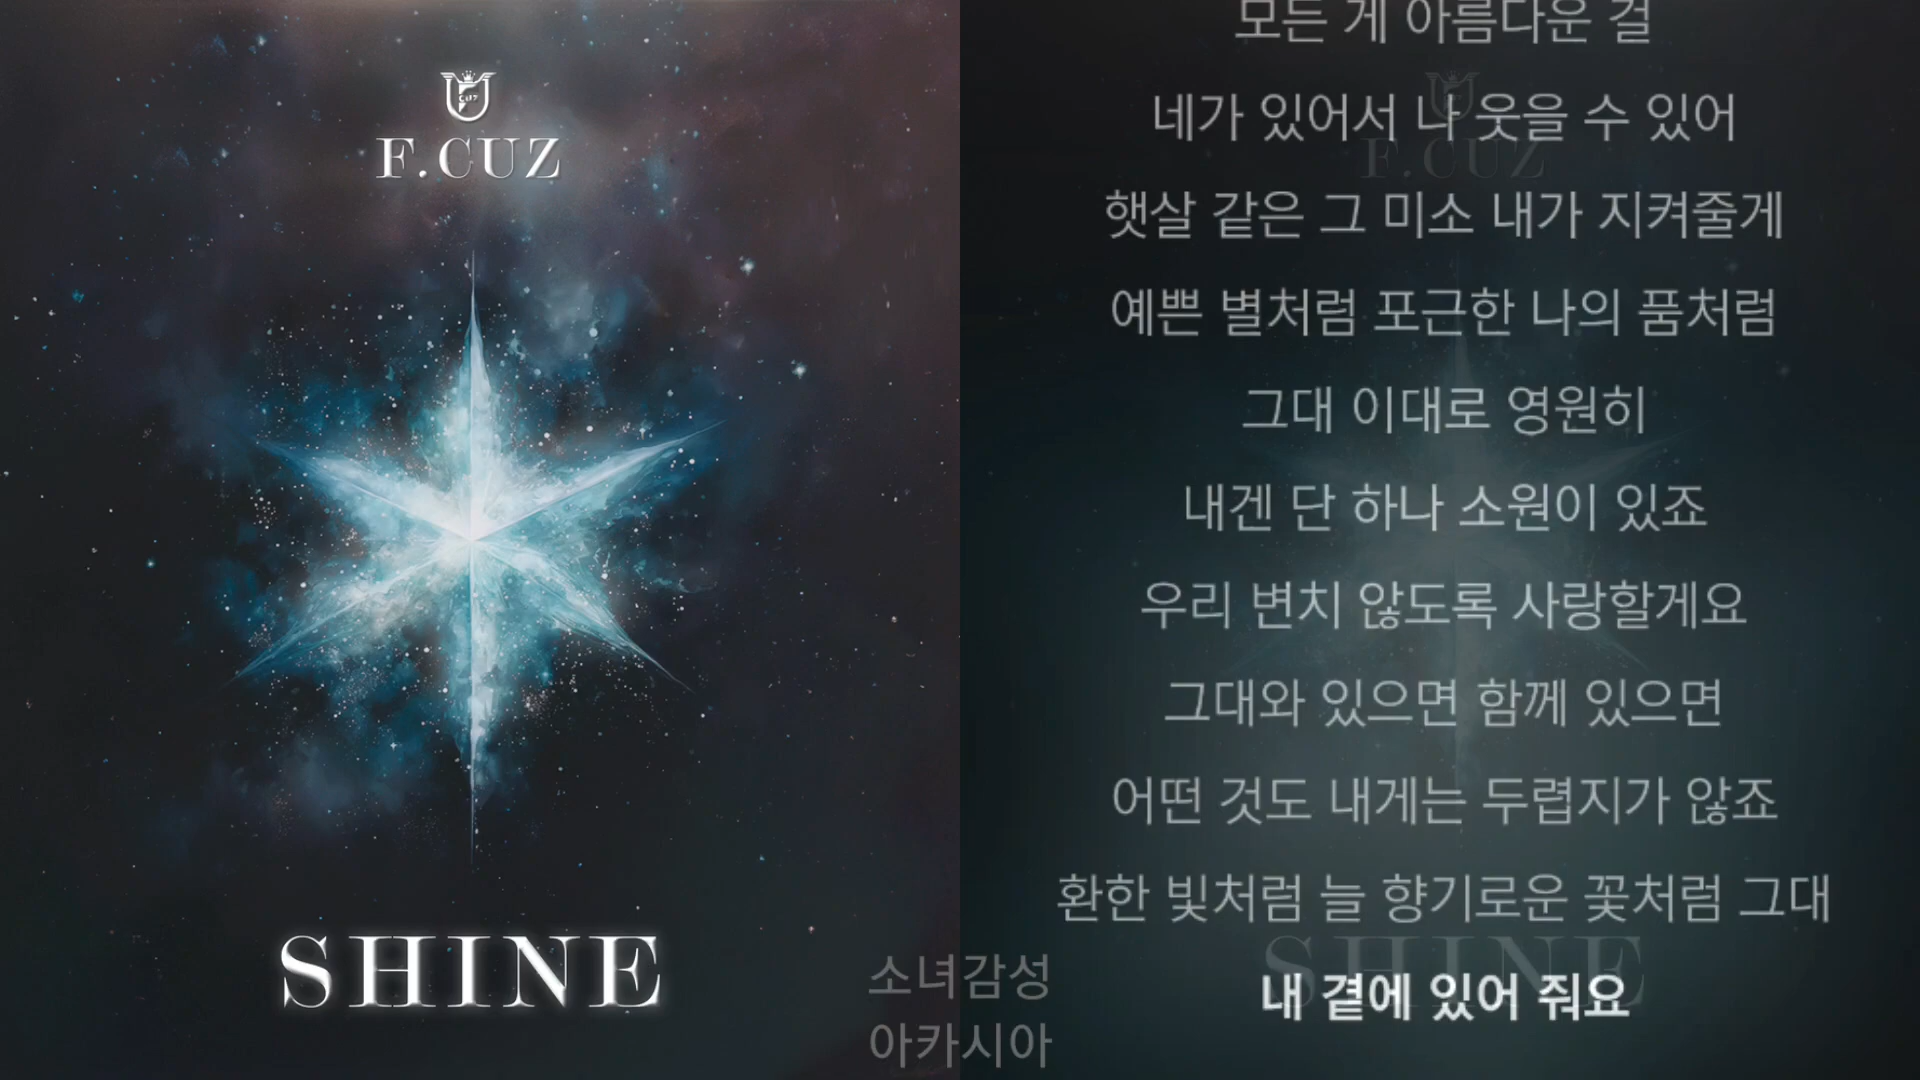 F.CUZ
SHINE
소녀감성
아카시아
모든 게 아름다운 걸
네가 있어서 나 웃을 수 있어
햇살 같은 그 미소 내가 지켜줄게
예쁜 별처럼 포근한 나의 품처럼
그대 이대로 영원히
내겐 단 하나 소원이 있죠
우리 변치 않도록 사랑할게요
그대와 있으면 함께 있으면
어떤 것도 내게는 두렵지가 않죠
환한 빛처럼 늘 향기로운 꽃처럼 그대
내 곁에 있어 줘요
F.CUZ
SHINE